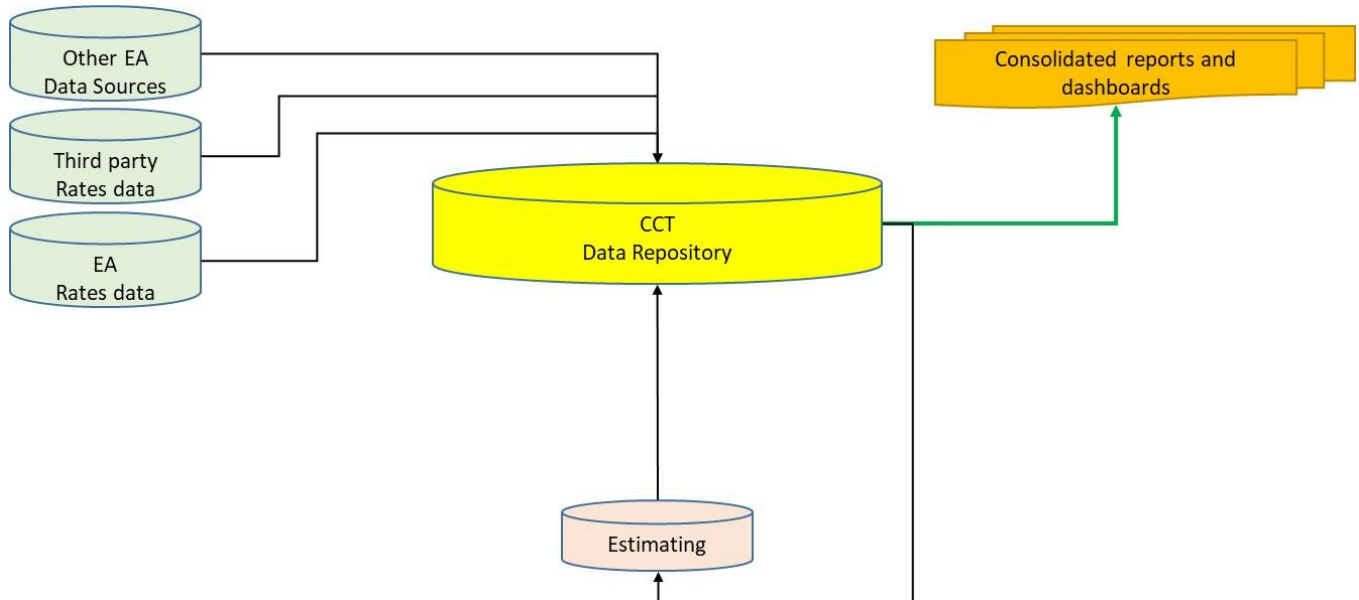 Other EA
Data Sources
Third party
Rates data
EA
Rates data
CCT
Data Repository
Consolidated reports and
dashboards
Estimating